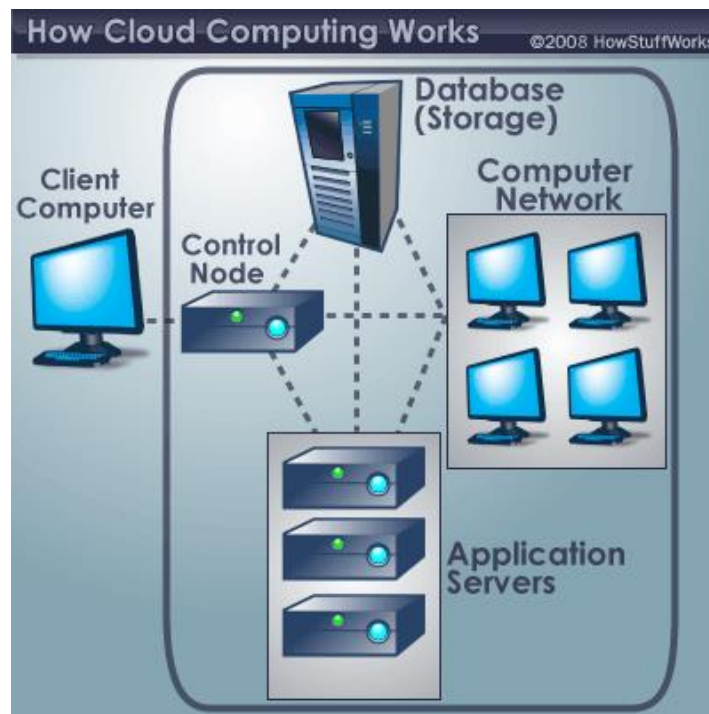 How Cloud Computing Works
©2008 HowStuffWorks
Database
(Storage)
Client
Computer
Computer
Network
Control
Node
Application
Servers